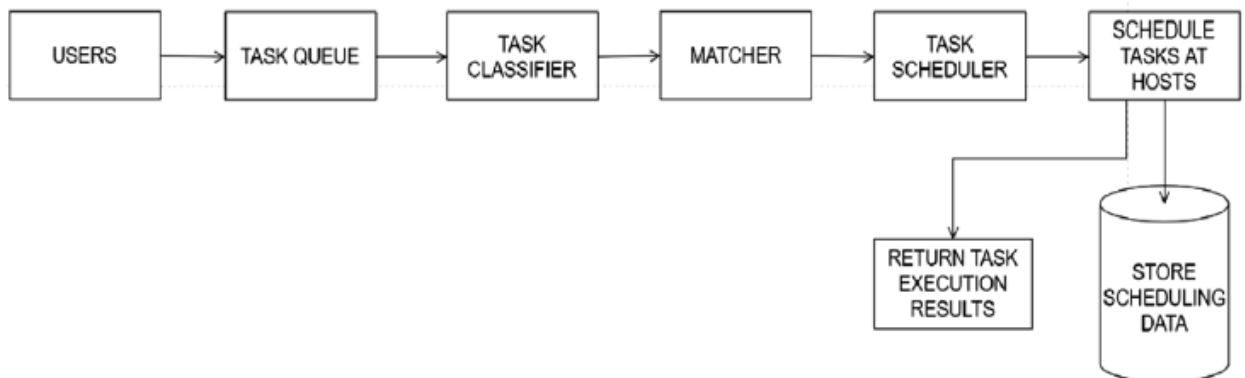 USERS
TASK QUEUE
TASK
CLASSIFIER
MATCHER
TASK
SCHEDULER
SCHEDULE
TASKS AT
HOSTS
RETURN TASK
EXECUTION
RESULTS
STORE
SCHEDULING
DATA